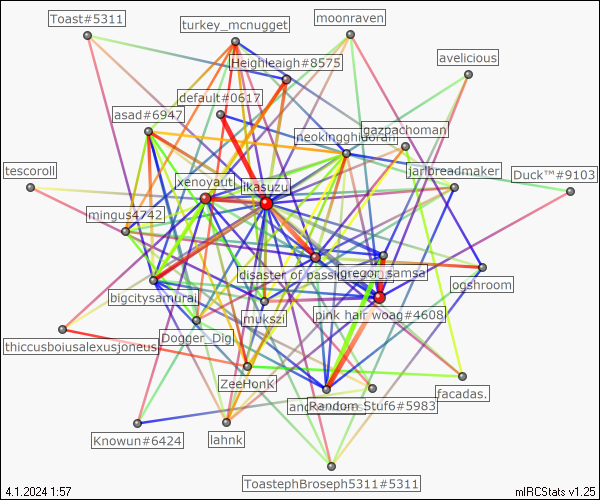 Toast#5311
turkey_mcnugget
moonraven
Heighleaigh#8575
avelicious
default#0617
asad#6947
neokingghidorah
gazpachoman
tescoroll
xenoyaut
ikasuzu
jarlbreadmaker
Duck™#9103
mingus4742
disaster of passi
gregor_samsa
ogshroom
bigcitysamurai
mukszi
pink hair woag#4608
thiccusboiusalexusjoneus
Dogger_Dig
ZeeHonK
facadas.
Random Stuf6#5983
Knowun#6424
lahnk
ToastephBroseph5311#5311
4.1.2024 1:57
mIRCStats v1.25